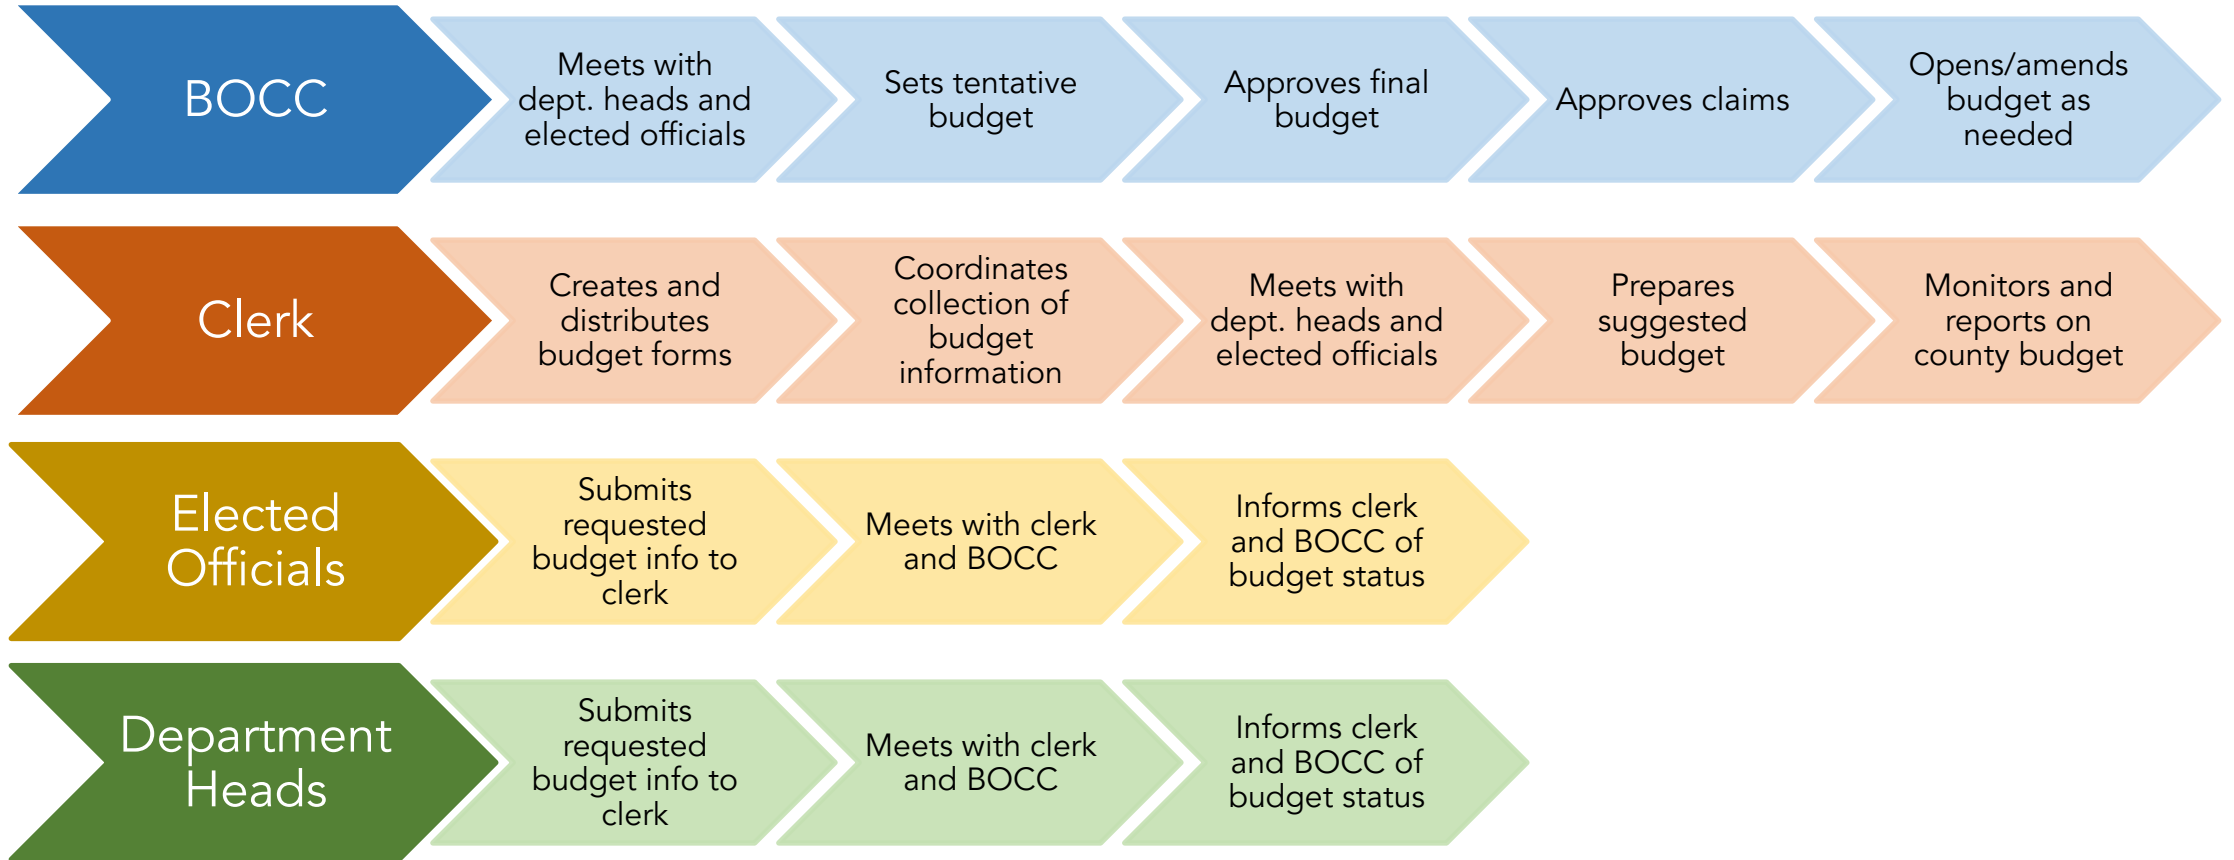 BOCC
Meets with
dept. heads and
elected officials
Sets tentative
budget
Approves final
budget
Approves claims
Opens/amends
budget as
needed
Clerk
Creates and
distributes
budget forms
Coordinates
collection of
budget
information
Meets with
dept. heads and
elected officials
Prepares
suggested
budget
Monitors and
reports on
county budget
Elected
Officials
Submits
requested
budget info to
clerk
Meets with clerk
and BOCC
Informs clerk
and BOCC of
budget status
Department
Heads
Submits
requested
budget info to
clerk
Meets with clerk
and BOCC
Informs clerk
and BOCC of
budget status